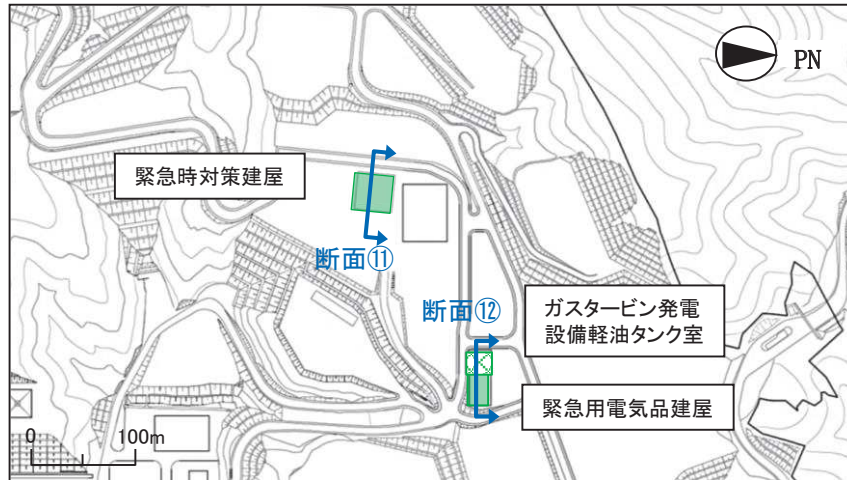 PN
緊急時対策建屋
断面⑪
断面⑫
ガスタービン発電
設備軽油タンク室
緊急用電気品建屋
0 100m